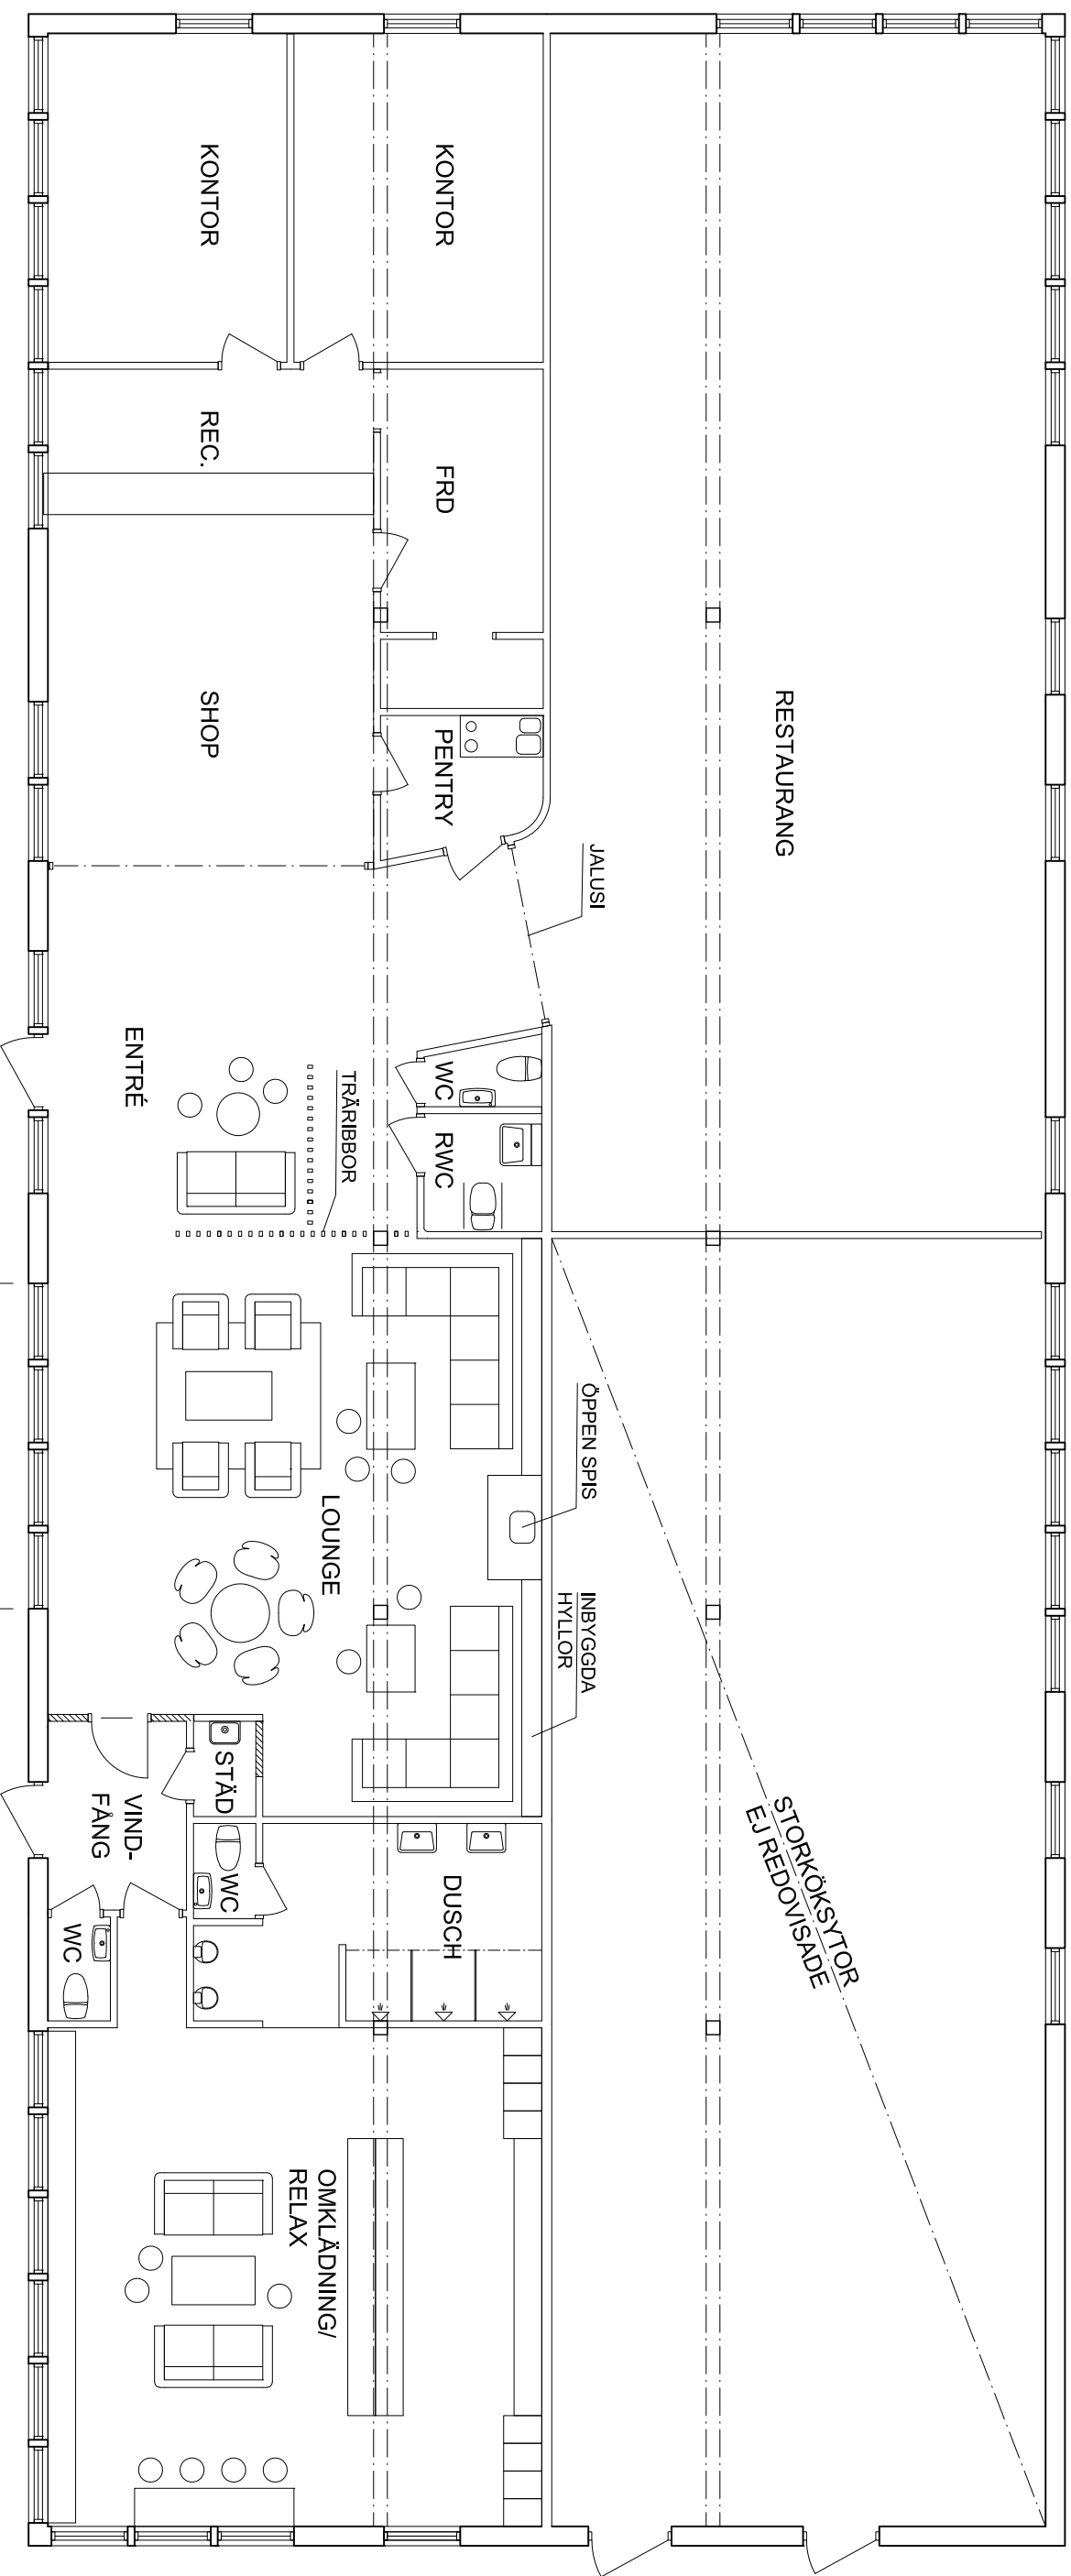 KONTOR
KONTOR
REC.
FRD
SHOP
PENTRY
RESTAURANG
JALUSI
ENTRÉ
TRÄRIBBOR
WC
RWC
ÖPPEN SPIS
LOUNGE
INBYGGDA
HYLLOR
STÄD
VIND-
FÅNG
WC
WC
DUSCH
STORKÖKSYTOR
EJ REDOVISADE
OMKLÄDNING/
RELAX